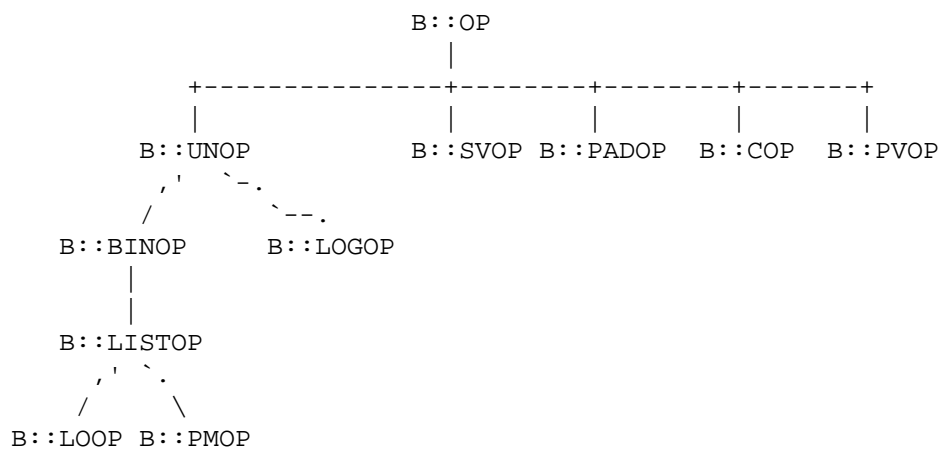 B::OP
B::UNOP B::SVOP B::PADOP B::COP B::PVOP
B::BINOP B::LOGOP
B::LISTOP
B::LOOP B::PMOP